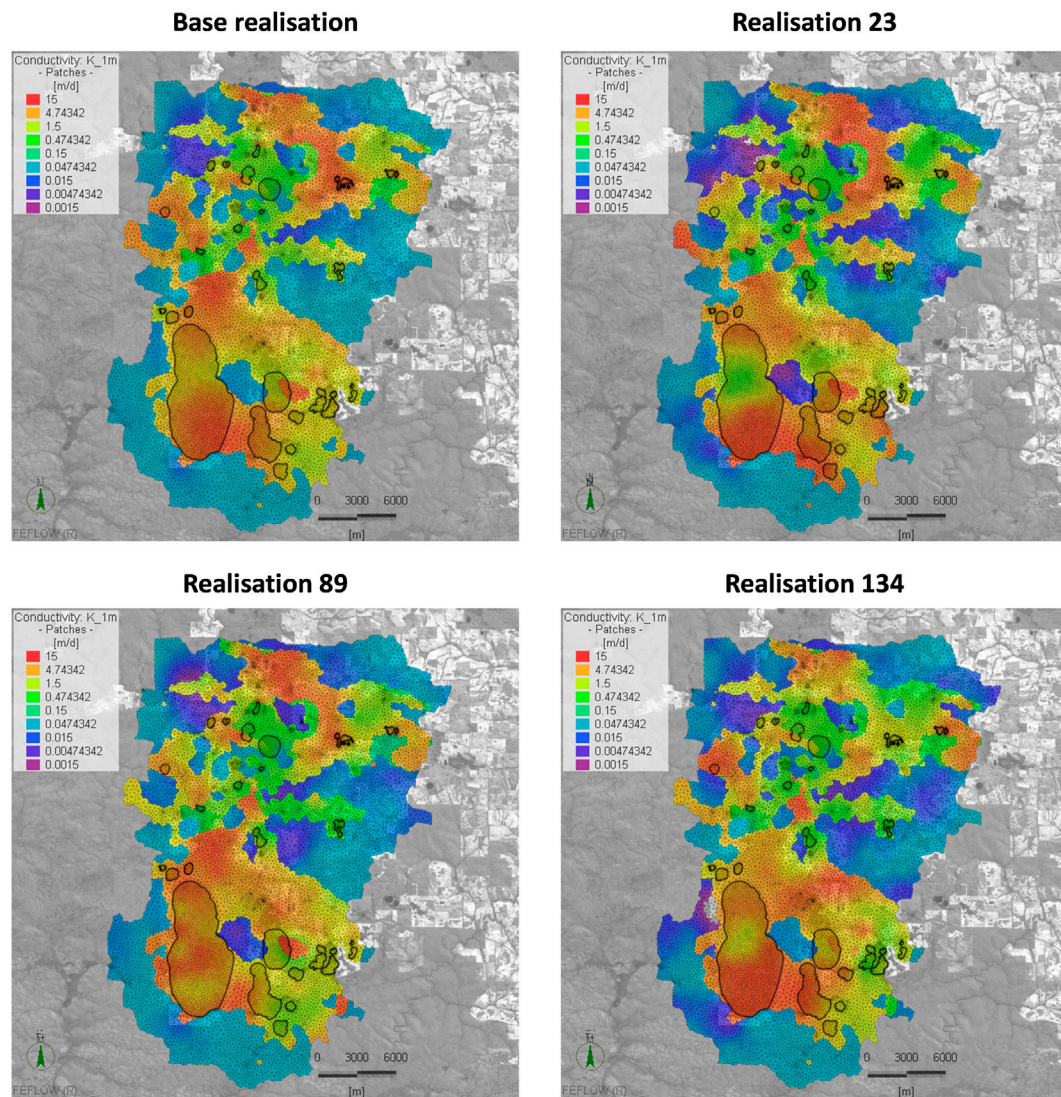 Base realisation
Conductivity: K_1m
- Patches -
[m/d]
15
4.74342
1.5
0.474342
0.15
0.0474342
0.015
0.00474342
0.0015
N
0 3000 6000
[m]
FEFLOW (R)
Realisation 23
Conductivity: K_1m
- Patches -
[m/d]
15
4.74342
1.5
0.474342
0.15
0.0474342
0.015
0.00474342
0.0015
N
0 3000 6000
[m]
FEFLOW (R)
Realisation 89
Conductivity: K_1m
- Patches -
[m/d]
15
4.74342
1.5
0.474342
0.15
0.0474342
0.015
0.00474342
0.0015
0 3000 6000
[m]
FEFLOW (R)
Realisation 134
Conductivity: K_1m
- Patches -
[m/d]
15
4.74342
1.5
0.474342
0.15
0.0474342
0.015
0.00474342
0.0015
0 3000 6000
[m]
FEFLOW (R)